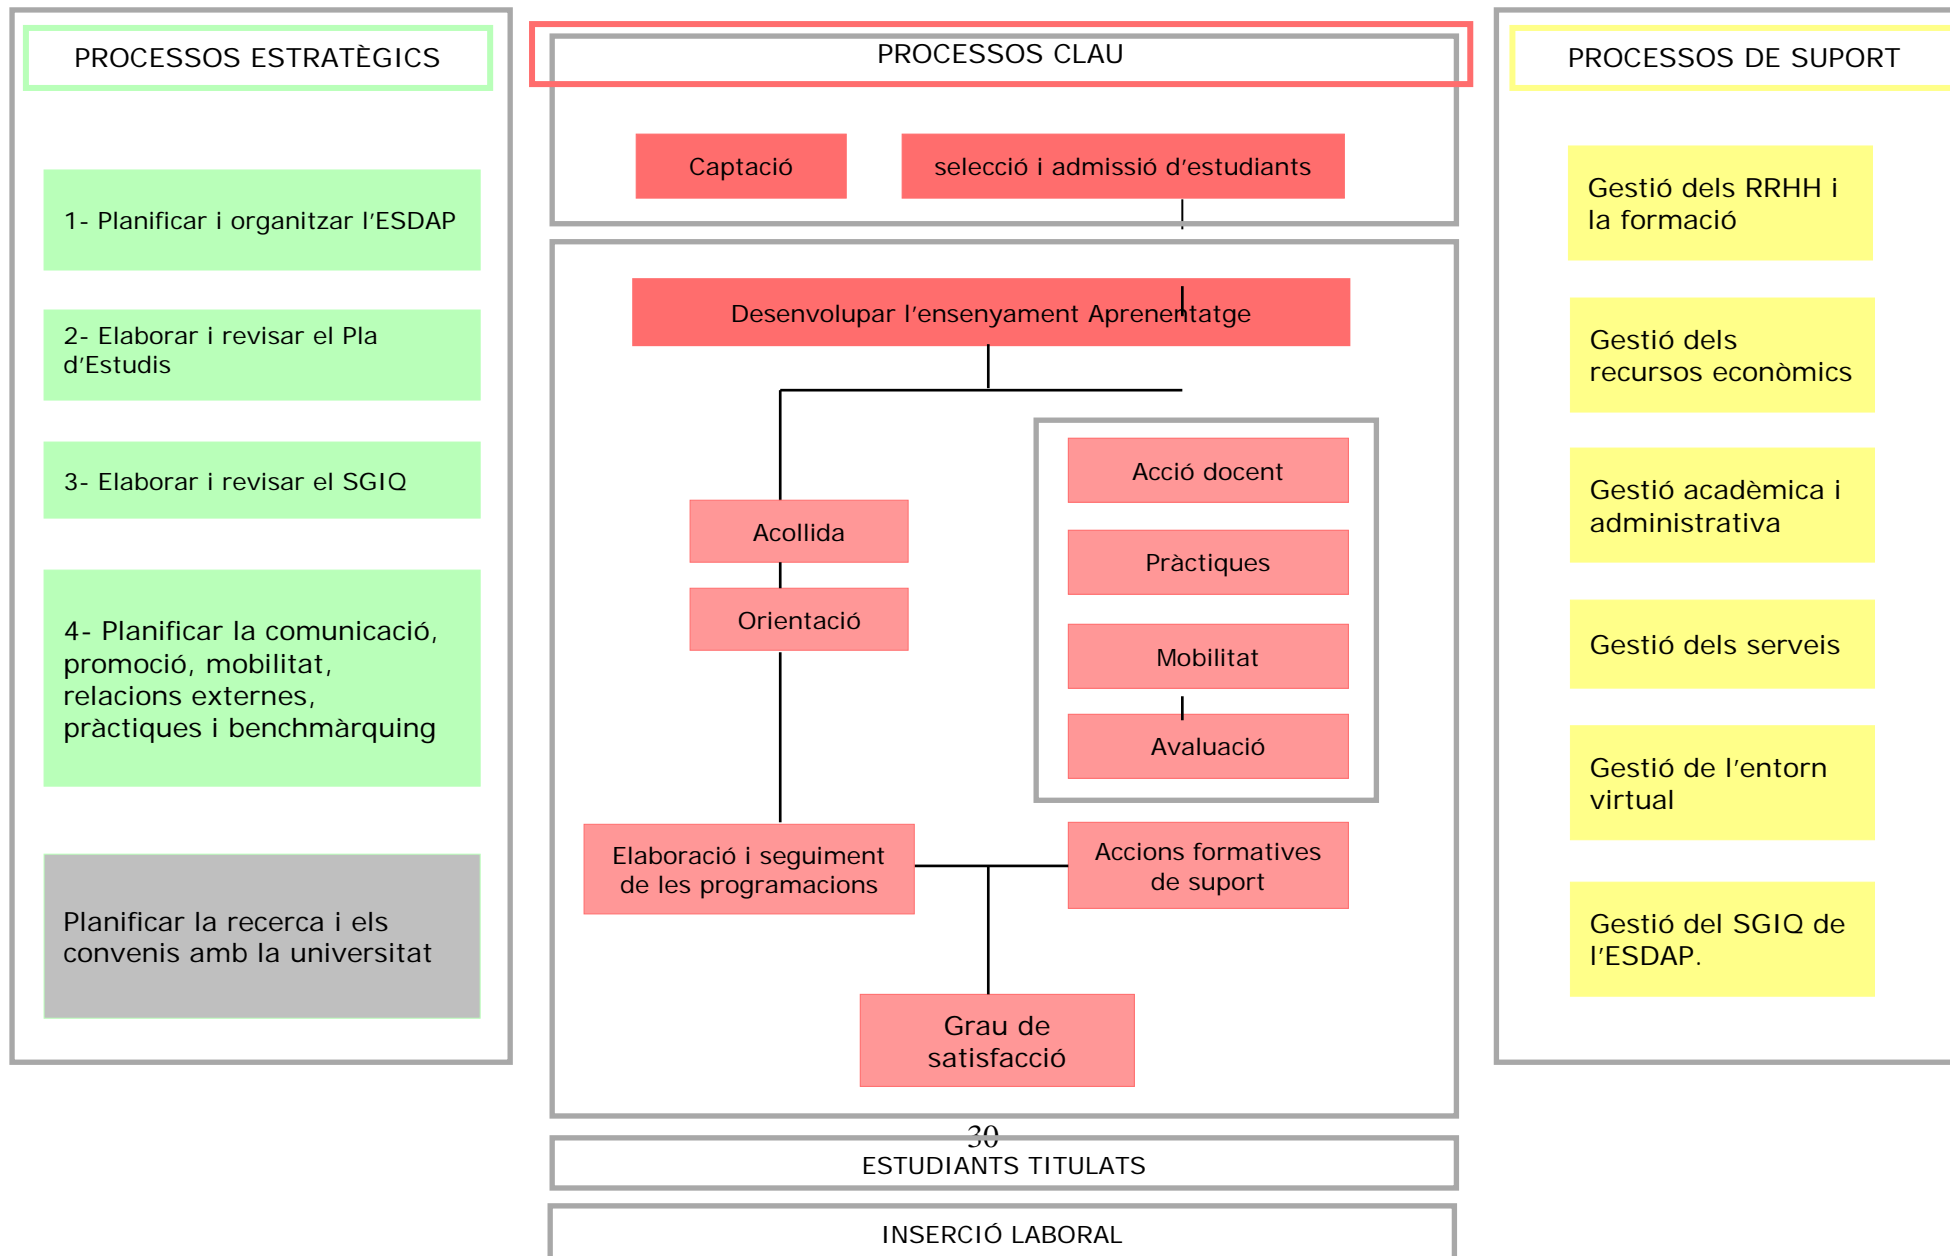 PROCESSOS ESTRATÈGICS
1- Planificar i organitzar l'ESDAP
2- Elaborar i revisar el Pla
d'Estudis
3- Elaborar i revisar el SGIQ
4- Planificar la comunicació,
promoció, mobilitat,
relacions externes,
pràctiques i benchmàrquing
Planificar la recerca i els
convenis amb la universitat
PROCESSOS CLAU
Captació
selecció i admissió d'estudiants
Desenvolupar l'ensenyament Aprenentatge
Acollida
Orientació
Acció docent
Pràctiques
Mobilitat
Avaluació
Elaboració i seguiment
de les programacions
Accions formatives
de suport
Grau de
satisfacció
30
ESTUDIANTS TITULATS
INSERCIÓ LABORAL
PROCESSOS DE SUPORT
Gestió dels RRHH i
la formació
Gestió dels
recursos econòmics
Gestió acadèmica i
administrativa
Gestió dels serveis
Gestió de l'entorn
virtual
Gestió del SGIQ de
l'ESDAP.